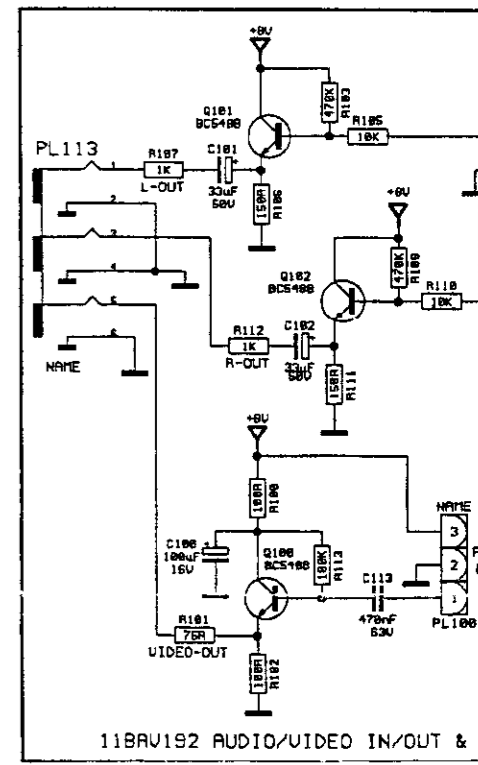 +8V
Q101
BC548B
470K
R103
R105
10K
PL113
1
R107
1K
L-OUT
C101
+
33uF
50V
150R
R106
2
+8V
3
Q102
BC548B
470K
R109
R110
10K
4
5
R112
1K
R-OUT
C102
33uF
50V
150R
R111
6
NAME
+8V
100R
R100
NAME
3
C100
100uF
16V
+
Q100
BC548B
180K
R113
C113
470nF
63V
2
1
PL100
R101
75R
VIDEO-OUT
100R
R102
11BAV192 AUDIO/VIDEO IN/OUT &